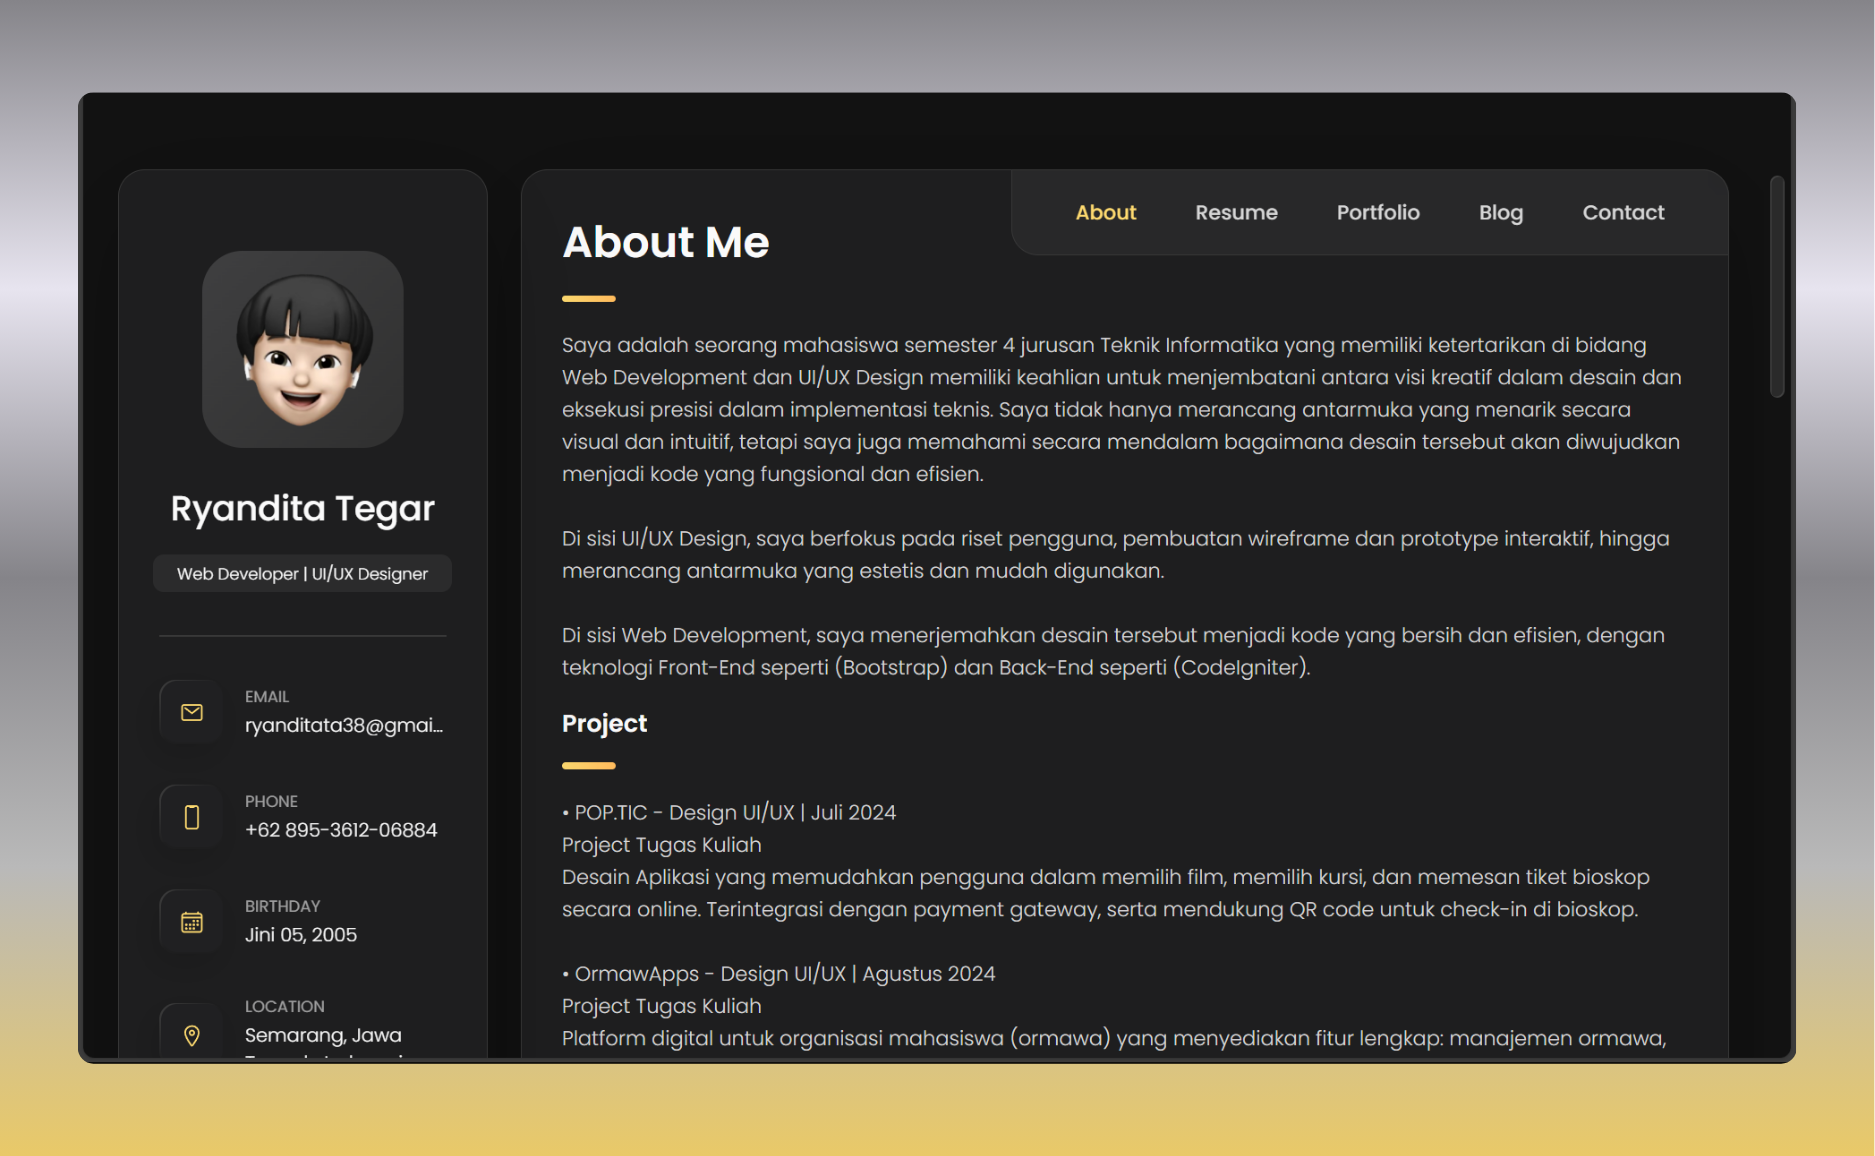 Ryandita Tegar
Web Developer | UI/UX Designer
EMAIL
ryanditata38@gmai...
PHONE
+62 895-3612-06884
BIRTHDAY
Jini 05, 2005
LOCATION
Semarang, Jawa
About Resume Portfolio Blog Contact
About Me
Saya adalah seorang mahasiswa semester 4 jurusan Teknik Informatika yang memiliki ketertarikan di bidang
Web Development dan UI/UX Design memiliki keahlian untuk menjembatani antara visi kreatif dalam desain dan
eksekusi presisi dalam implementasi teknis. Saya tidak hanya merancang antarmuka yang menarik secara
visual dan intuitif, tetapi saya juga memahami secara mendalam bagaimana desain tersebut akan diwujudkan
menjadi kode yang fungsional dan efisien.
Di sisi UI/UX Design, saya berfokus pada riset pengguna, pembuatan wireframe dan prototype interaktif, hingga
merancang antarmuka yang estetis dan mudah digunakan.
Di sisi Web Development, saya menerjemahkan desain tersebut menjadi kode yang bersih dan efisien, dengan
teknologi Front-End seperti (Bootstrap) dan Back-End seperti (CodeIgniter).
Project
• POP.TIC - Design UI/UX | Juli 2024
Project Tugas Kuliah
Desain Aplikasi yang memudahkan pengguna dalam memilih film, memilih kursi, dan memesan tiket bioskop
secara online. Terintegrasi dengan payment gateway, serta mendukung QR code untuk check-in di bioskop.
• OrmawApps - Design UI/UX | Agustus 2024
Project Tugas Kuliah
Platform digital untuk organisasi mahasiswa (ormawa) yang menyediakan fitur lengkap: manajemen ormawa,